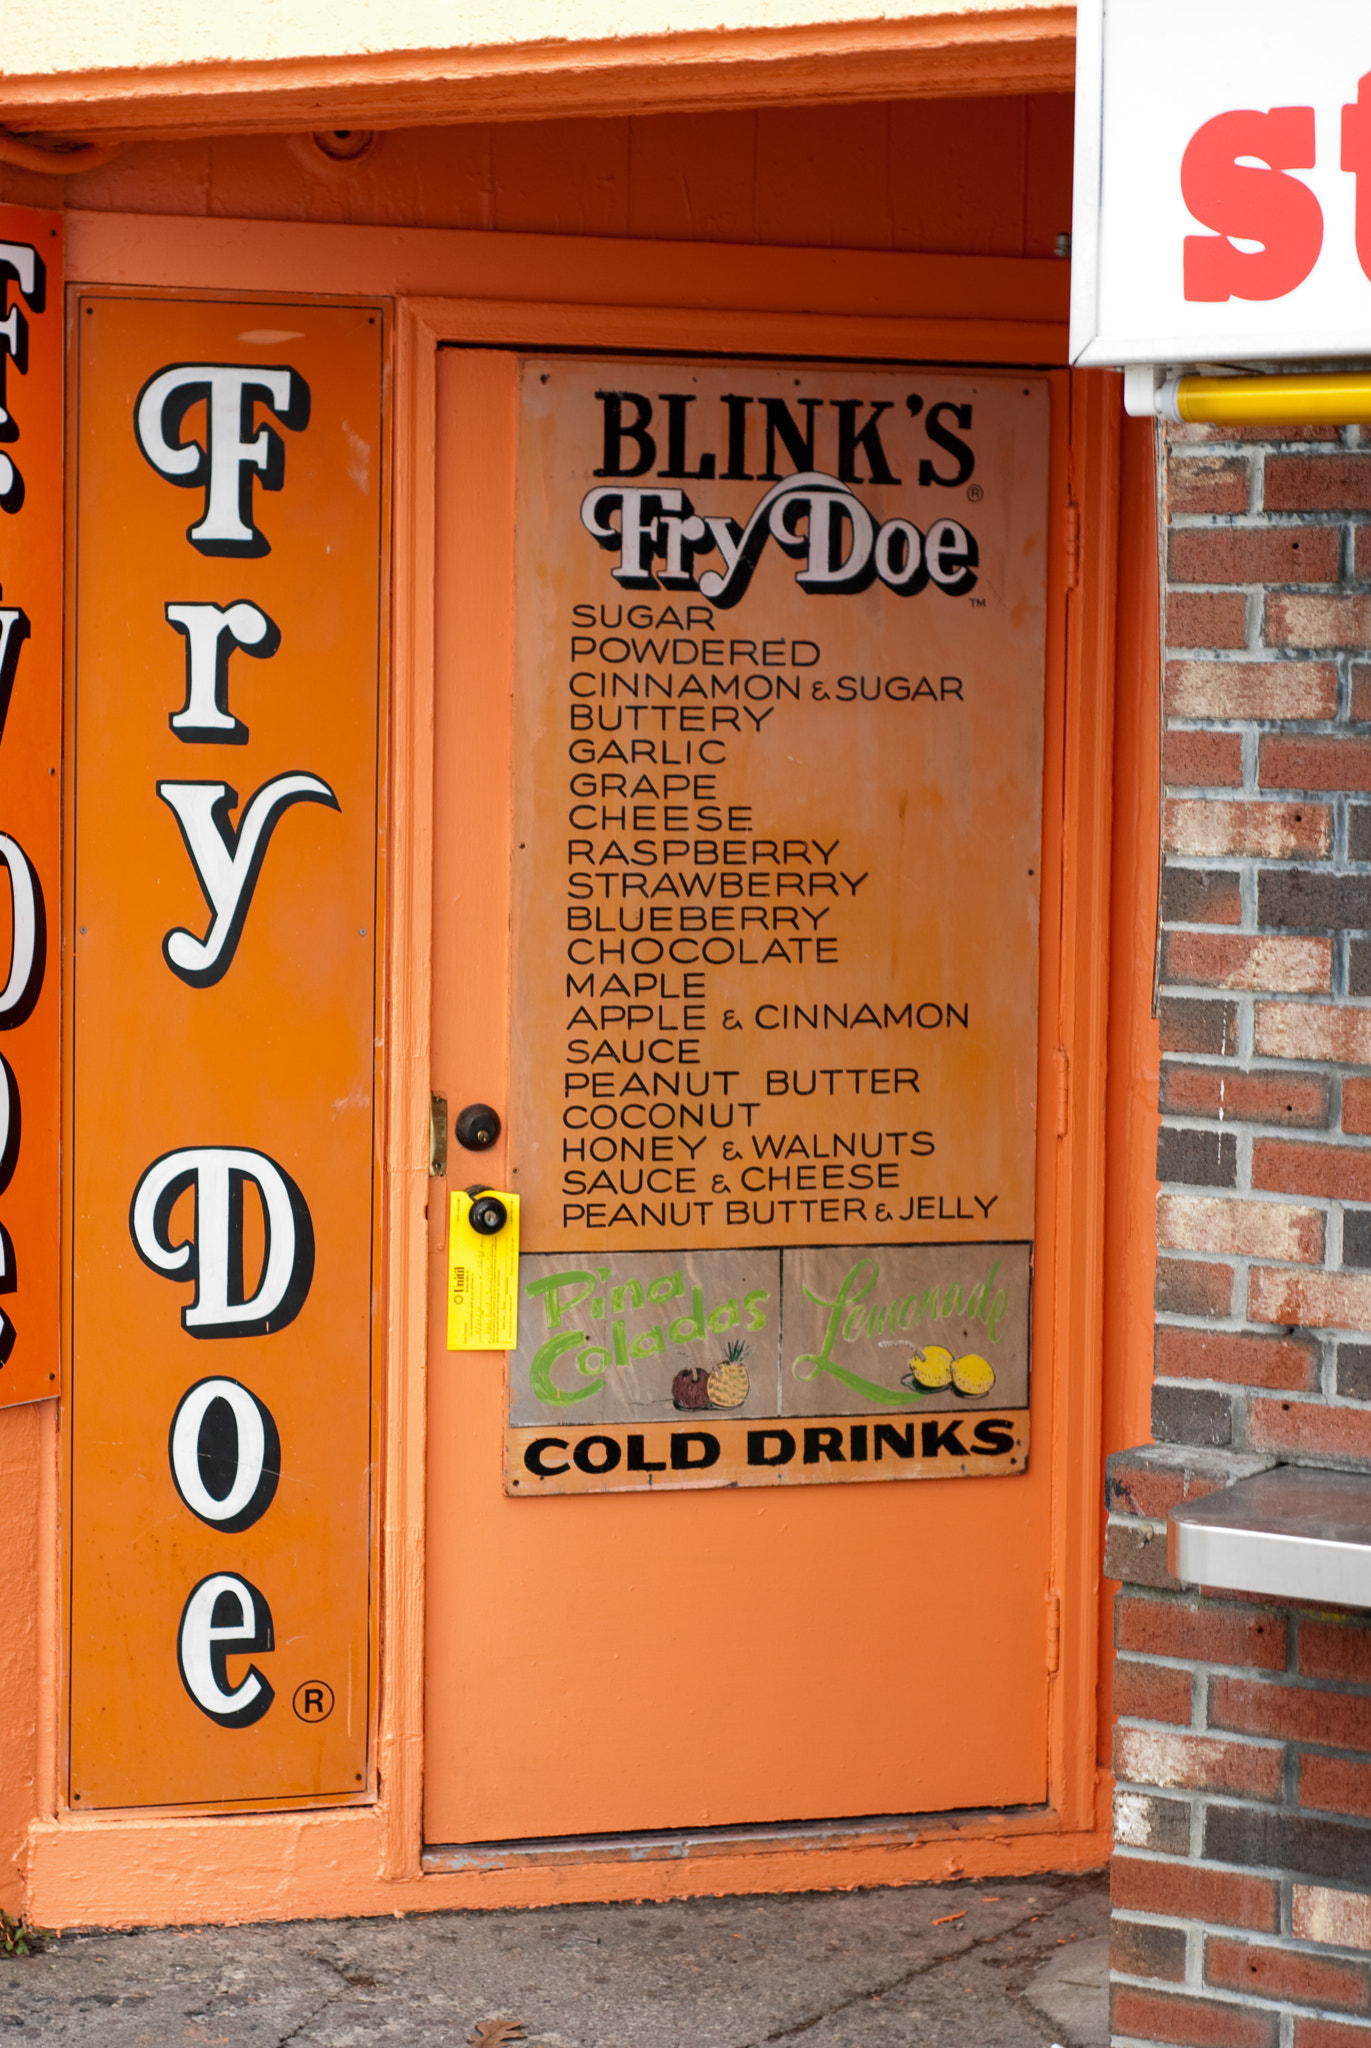 Fry Doe ®
BLINK'S ®
Fry Doe ™
SUGAR
POWDERED
CINNAMON & SUGAR
BUTTERY
GARLIC
GRAPE
CHEESE
RASPBERRY
STRAWBERRY
BLUEBERRY
CHOCOLATE
MAPLE
APPLE & CINNAMON
SAUCE
PEANUT BUTTER
COCONUT
HONEY & WALNUTS
SAUCE & CHEESE
PEANUT BUTTER & JELLY
Pina
Coladas
Lemonade
COLD DRINKS
Unitil
st